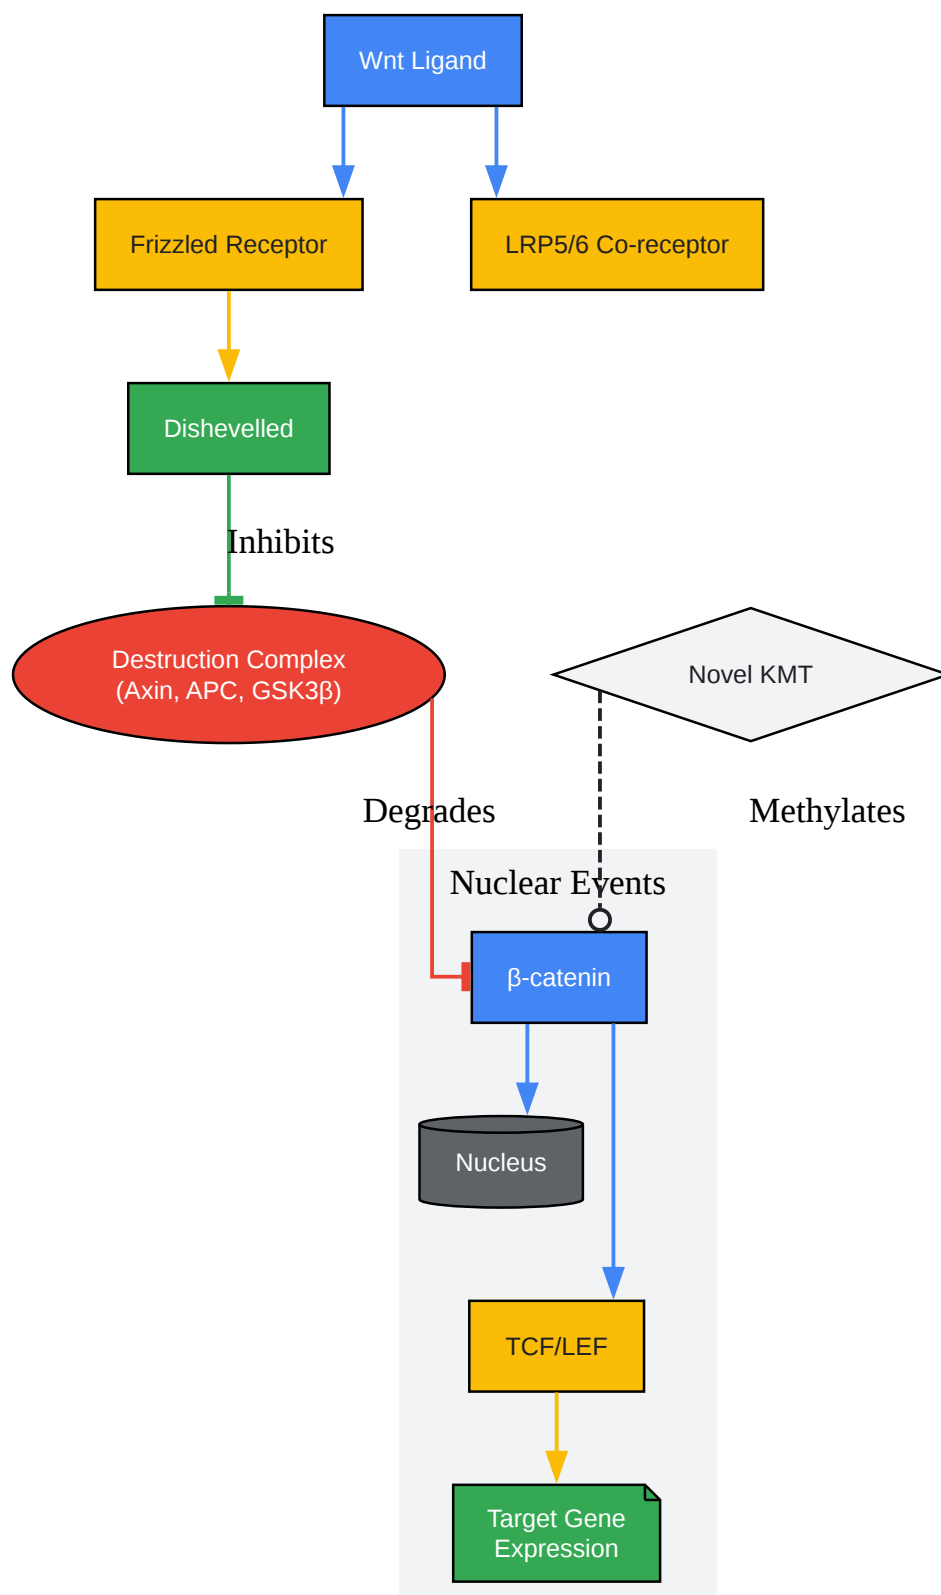 Wnt Ligand
Frizzled Receptor
LRP5/6 Co-receptor
Dishevelled
Inhibits
Destruction Complex
(Axin, APC, GSK3β)
Novel KMT
Degrades
Methylates
Nuclear Events
β-catenin
Nucleus
TCF/LEF
Target Gene
Expression